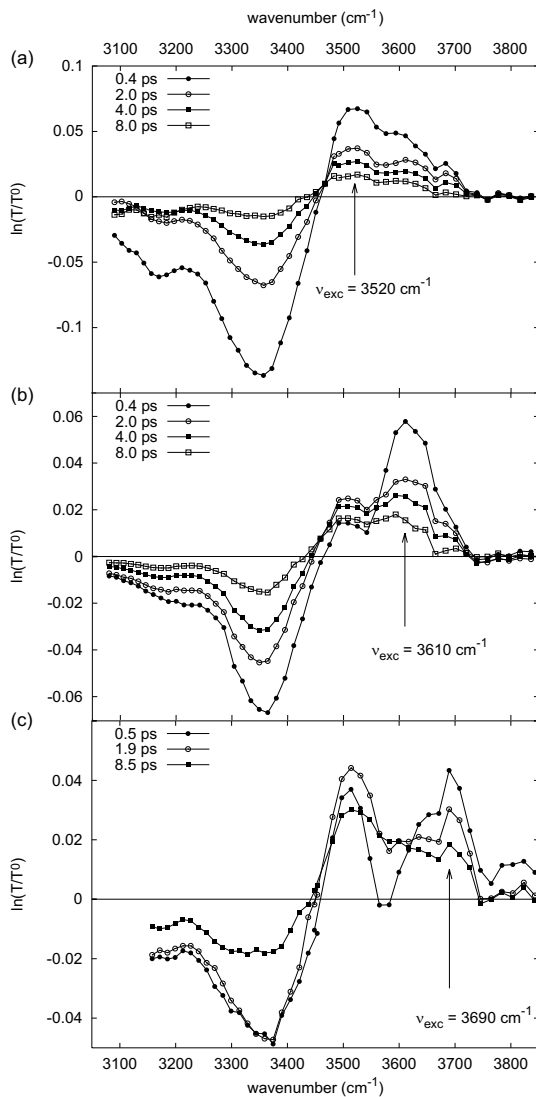 wavenumber (cm⁻¹)
3100 3200 3300 3400 3500 3600 3700 3800
(a)
0.1
0.05
0
-0.05
-0.1
ln(T/T⁰)
0.4 ps
2.0 ps
4.0 ps
8.0 ps
ν_exc = 3520 cm⁻¹
(b)
0.06
0.04
0.02
0
-0.02
-0.04
-0.06
ln(T/T⁰)
0.4 ps
2.0 ps
4.0 ps
8.0 ps
ν_exc = 3610 cm⁻¹
(c)
0.04
0.02
0
-0.02
-0.04
ln(T/T⁰)
0.5 ps
1.9 ps
8.5 ps
ν_exc = 3690 cm⁻¹
3100 3200 3300 3400 3500 3600 3700 3800
wavenumber (cm⁻¹)